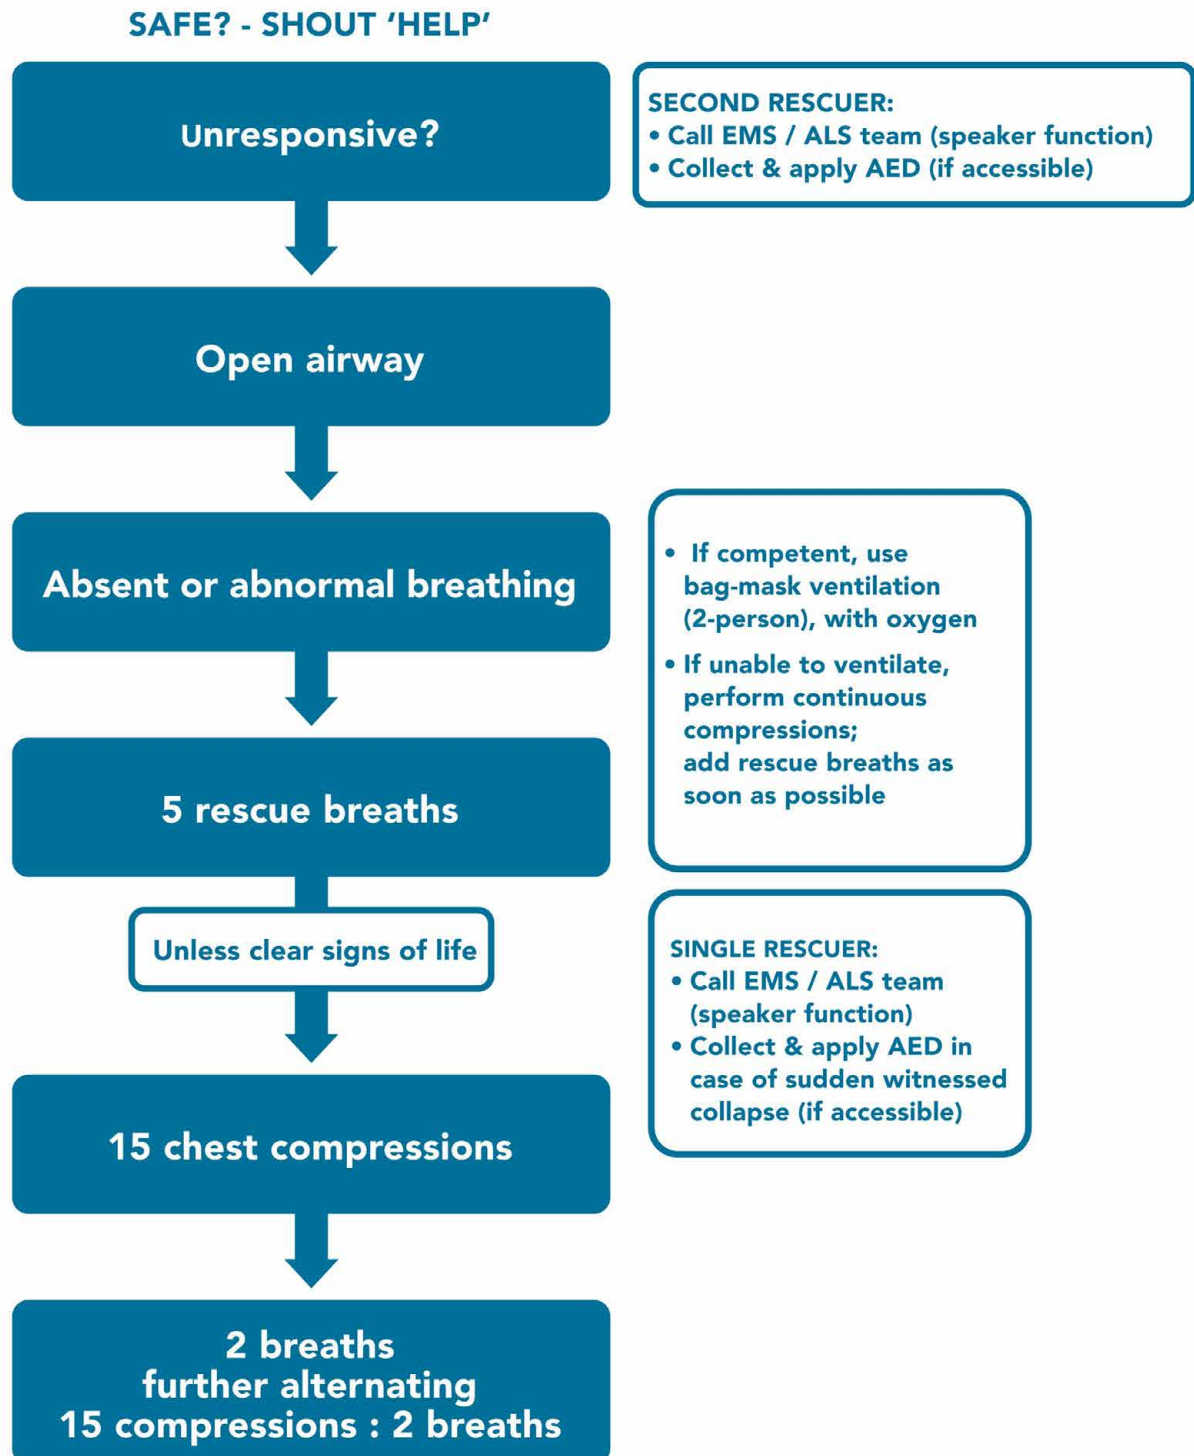 SAFE? - SHOUT 'HELP'
Unresponsive?
SECOND RESCUER:
• Call EMS / ALS team (speaker function)
• Collect & apply AED (if accessible)
Open airway
Absent or abnormal breathing
• If competent, use
bag-mask ventilation
(2-person), with oxygen
• If unable to ventilate,
perform continuous
compressions;
add rescue breaths as
soon as possible
5 rescue breaths
Unless clear signs of life
SINGLE RESCUER:
• Call EMS / ALS team
(speaker function)
• Collect & apply AED in
case of sudden witnessed
collapse (if accessible)
15 chest compressions
2 breaths
further alternating
15 compressions : 2 breaths